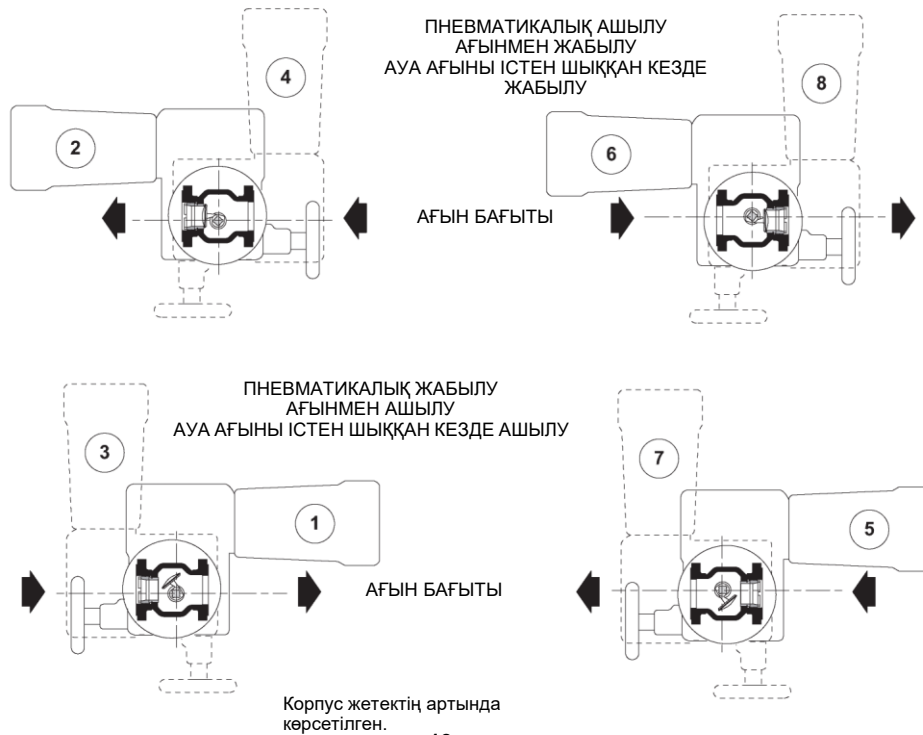 ПНЕВМАТИКАЛЫҚ АШЫЛУ
АҒЫНМЕН ЖАБЫЛУ
АУА АҒЫНЫ ІСТЕН ШЫҚҚАН КЕЗДЕ
ЖАБЫЛУ
4
8
2
6
АҒЫН БАҒЫТЫ
ПНЕВМАТИКАЛЫҚ ЖАБЫЛУ
АҒЫНМЕН АШЫЛУ
АУА АҒЫНЫ ІСТЕН ШЫҚҚАН КЕЗДЕ АШЫЛУ
3
7
1
5
АҒЫН БАҒЫТЫ
Корпус жетектің артында
көрсетілген.